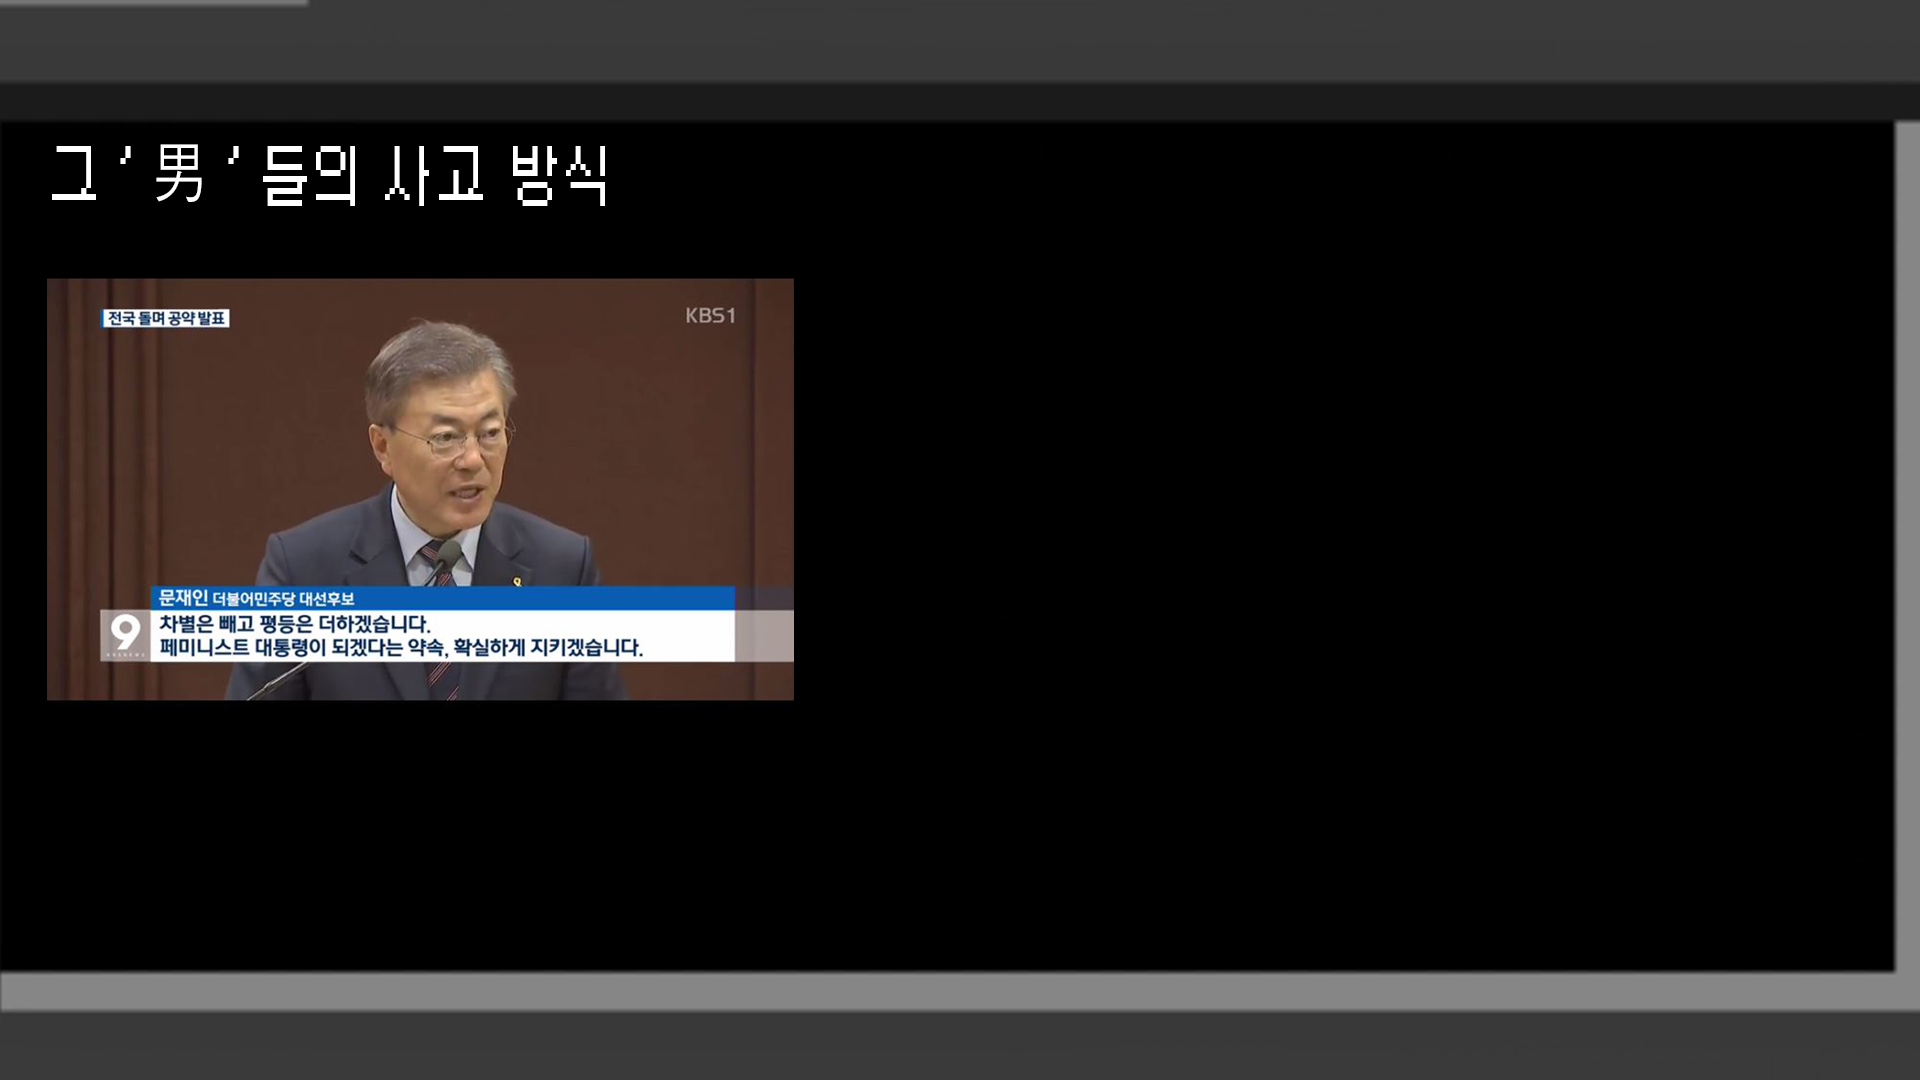 그 ' 男 ' 들의 사고 방식
전국 돌며 공약 발표
KBS1
문재인 더불어민주당 대선후보
9
차별은 빼고 평등은 더하겠습니다.
페미니스트 대통령이 되겠다는 약속, 확실하게 지키겠습니다.